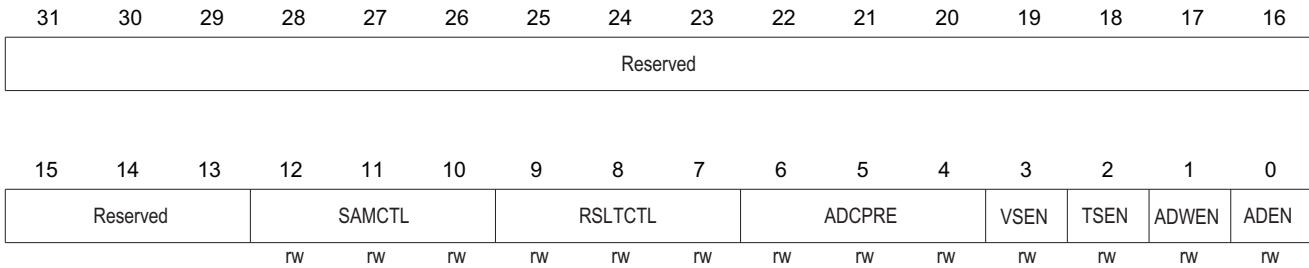 31 30 29 28 27 26 25 24 23 22 21 20 19 18 17 16
Reserved
15 14 13 12 11 10 9 8 7 6 5 4 3 2 1 0
Reserved SAMCTL RSLTCTL ADCPRE VSEN TSEN ADWEN ADEN
rw rw rw rw rw rw rw rw rw rw rw rw rw